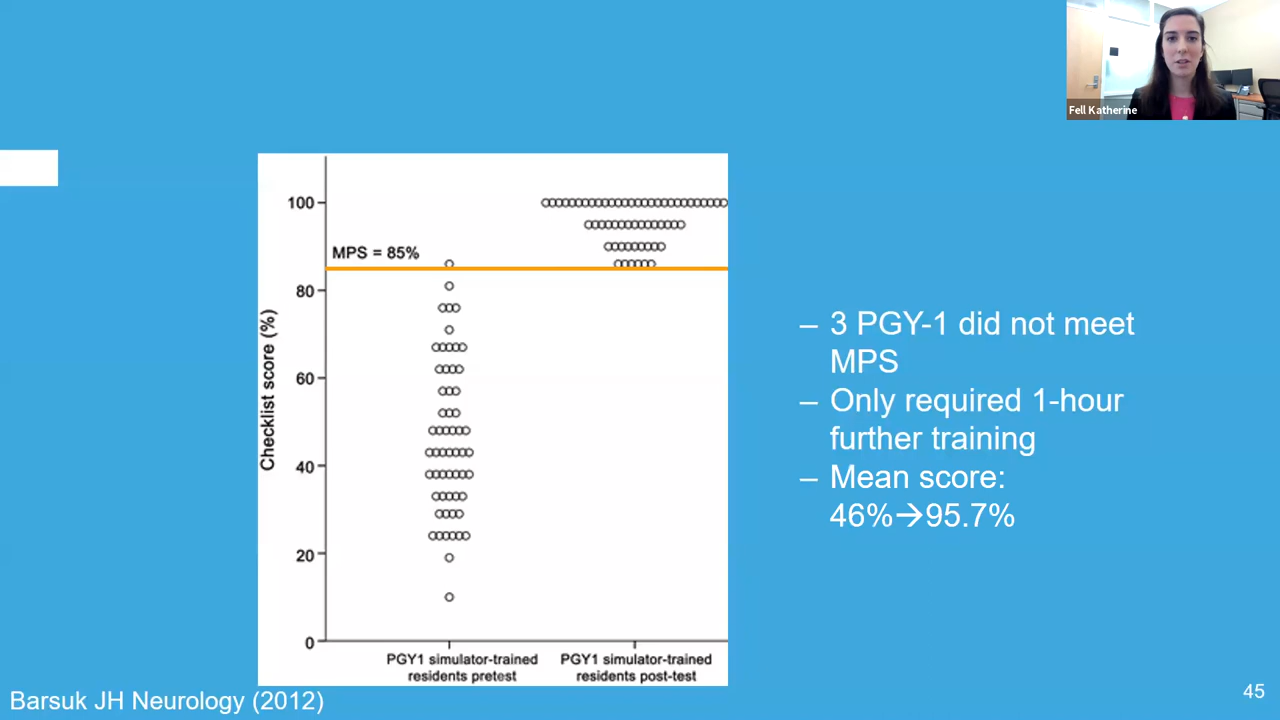 Fell Katherine
100
MPS = 85%
80
60
40
20
0
Checklist score (%)
PGY1 simulator-trained
residents pretest
PGY1 simulator-trained
residents post-test
– 3 PGY-1 did not meet
MPS
– Only required 1-hour
further training
– Mean score:
46%→95.7%
Barsuk JH Neurology (2012)
45